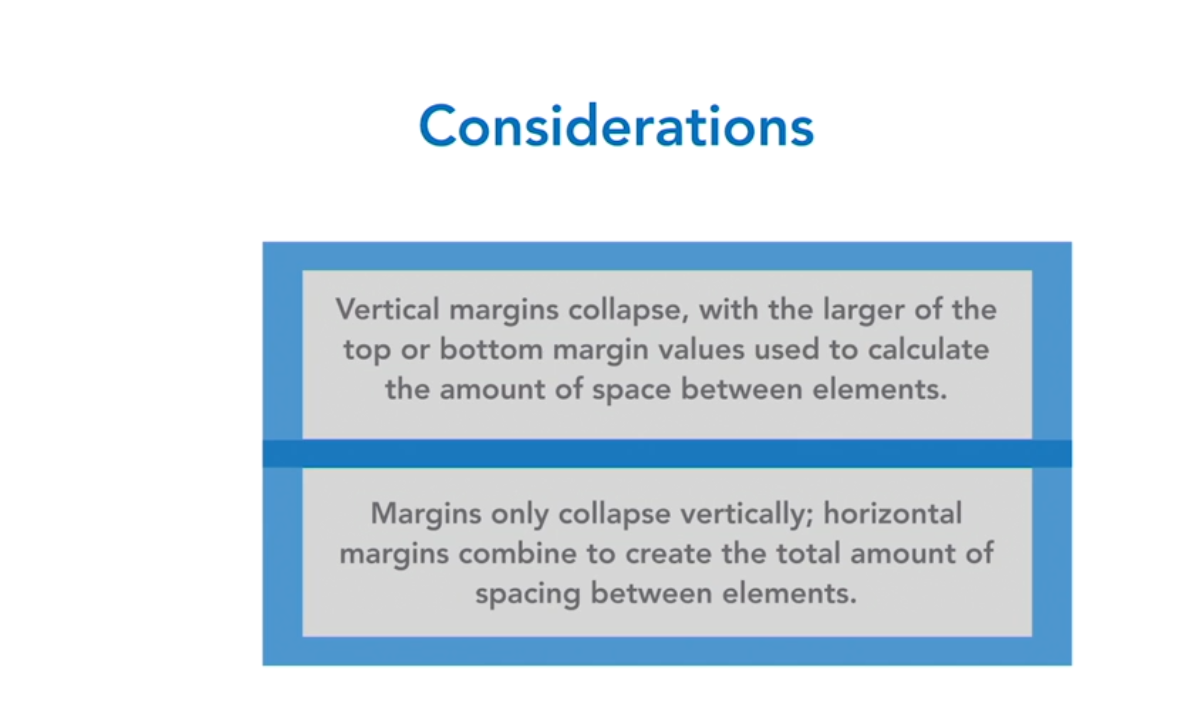 Considerations
Vertical margins collapse, with the larger of the
top or bottom margin values used to calculate
the amount of space between elements.
Margins only collapse vertically; horizontal
margins combine to create the total amount of
spacing between elements.